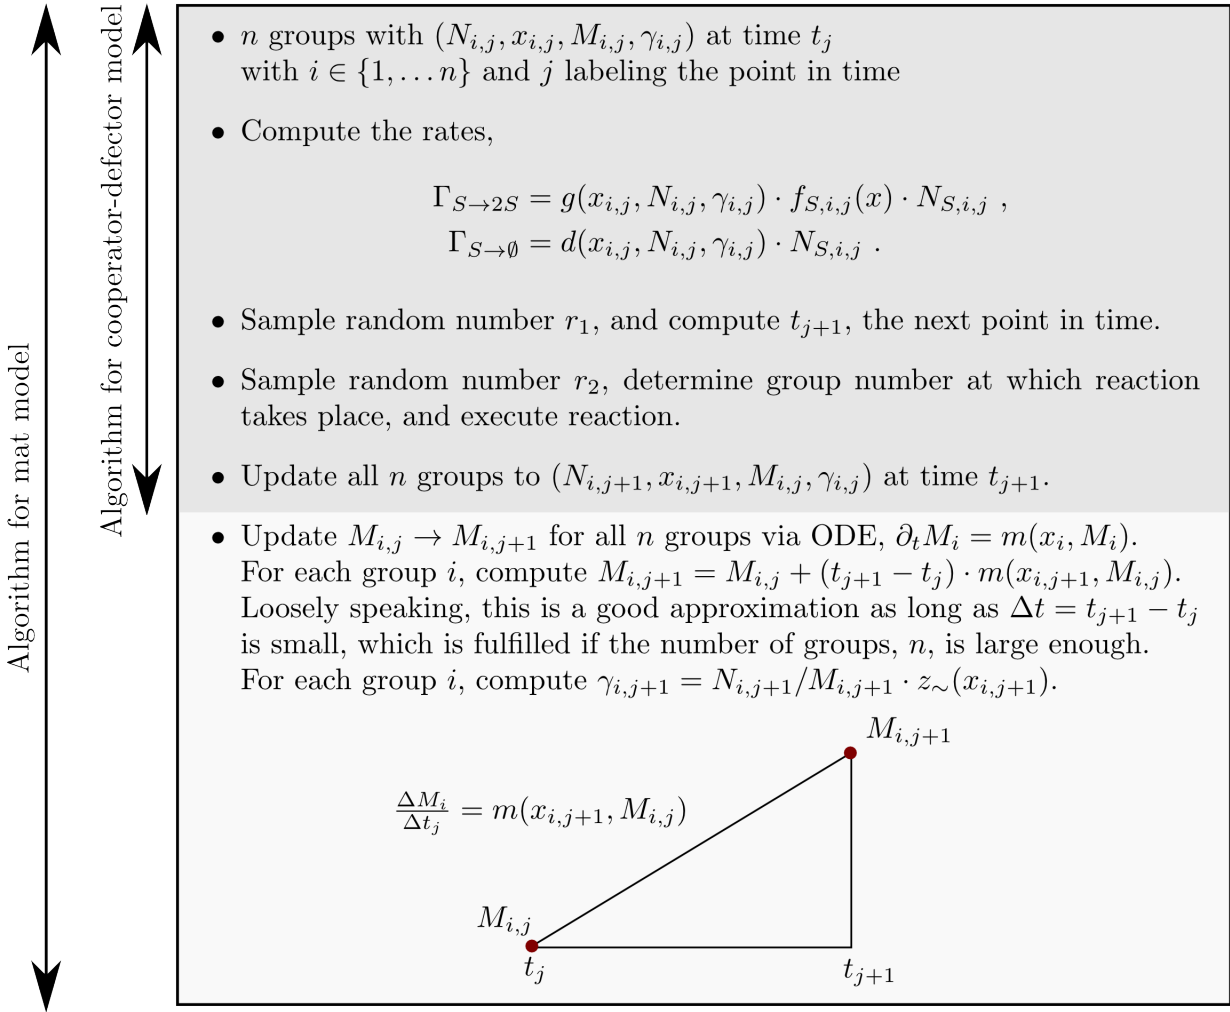 Algorithm for mat model
Algorithm for cooperator-defector model
• n groups with (N_{i,j}, x_{i,j}, M_{i,j}, γ_{i,j}) at time t_j
with i ∈ {1, … n} and j labeling the point in time
• Compute the rates,
Γ_{S→2S} = g(x_{i,j}, N_{i,j}, γ_{i,j}) · f_{S,i,j}(x) · N_{S,i,j} ,
Γ_{S→∅} = d(x_{i,j}, N_{i,j}, γ_{i,j}) · N_{S,i,j} .
• Sample random number r_1, and compute t_{j+1}, the next point in time.
• Sample random number r_2, determine group number at which reaction
takes place, and execute reaction.
• Update all n groups to (N_{i,j+1}, x_{i,j+1}, M_{i,j}, γ_{i,j}) at time t_{j+1}.
• Update M_{i,j} → M_{i,j+1} for all n groups via ODE, ∂_t M_i = m(x_i, M_i).
For each group i, compute M_{i,j+1} = M_{i,j} + (t_{j+1} − t_j) · m(x_{i,j+1}, M_{i,j}).
Loosely speaking, this is a good approximation as long as Δt = t_{j+1} − t_j
is small, which is fulfilled if the number of groups, n, is large enough.
For each group i, compute γ_{i,j+1} = N_{i,j+1}/M_{i,j+1} · z_∼(x_{i,j+1}).
M_{i,j+1}
ΔM_i/Δt_j = m(x_{i,j+1}, M_{i,j})
M_{i,j}
t_j
t_{j+1}